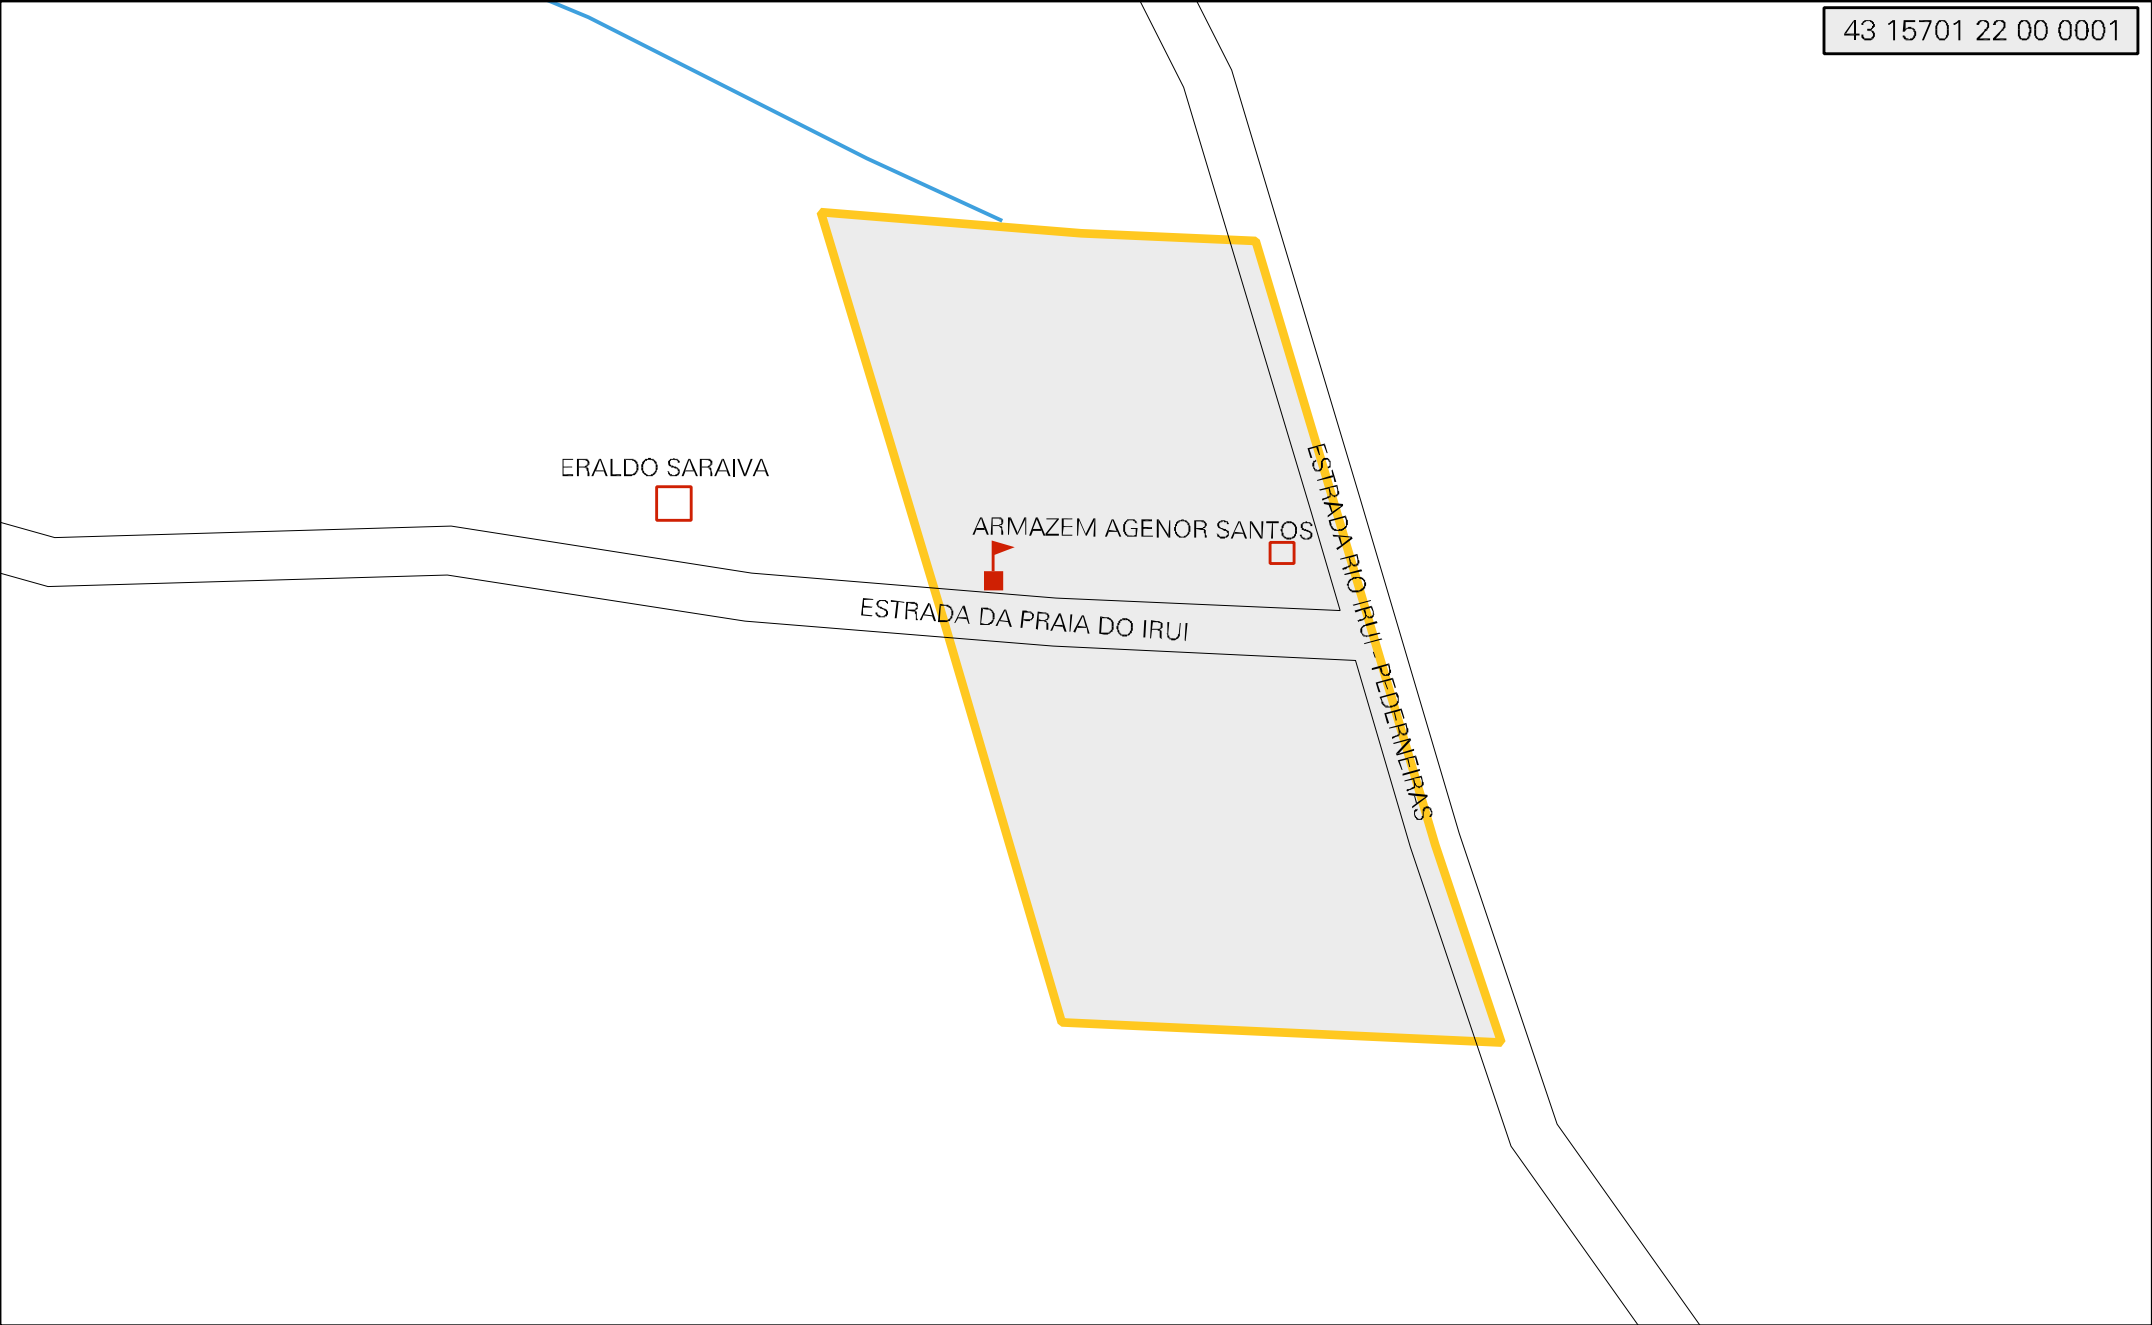 43 15701 22 00 0001
ERALDO SARAIVA
ARMAZEM AGENOR SANTOS
ESTRADA RIO IRUI - PEDERNEIRAS
ESTRADA DA PRAIA DO IRUI